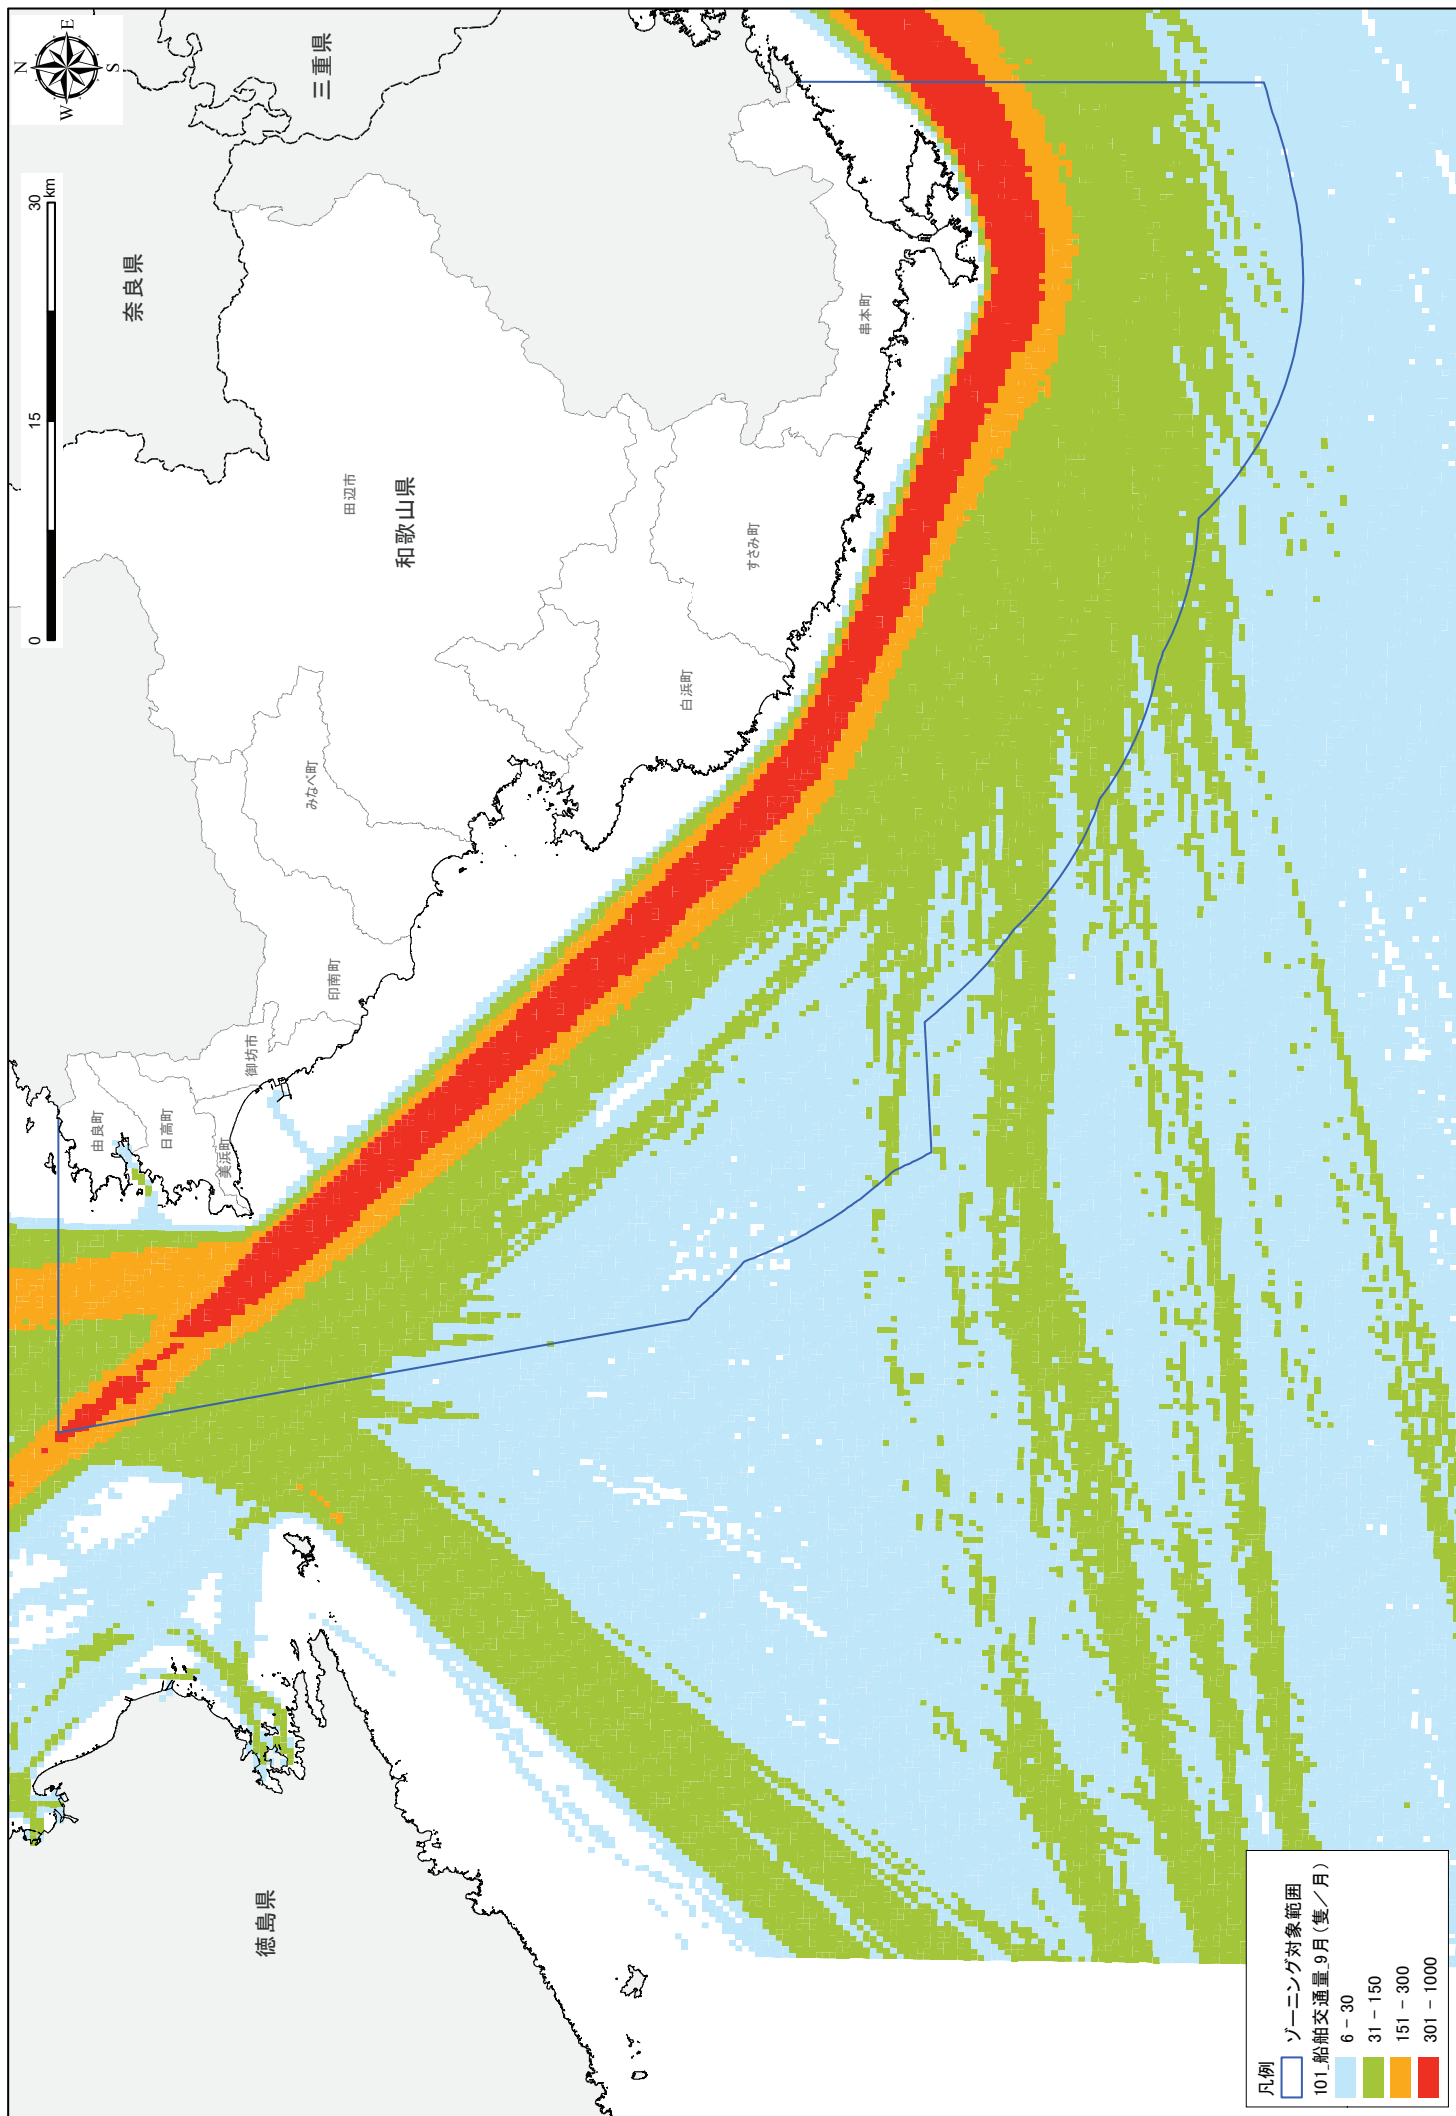 N
W
E
S
0
15
30
km
奈良県
三重県
和歌山県
徳島県
田辺市
みなべ町
印南町
御坊市
由良町
日高町
美浜町
白浜町
すさみ町
串本町
凡例
ゾーニング対象範囲
101_船舶交通量_9月(隻／月)
6 - 30
31 - 150
151 - 300
301 - 1000